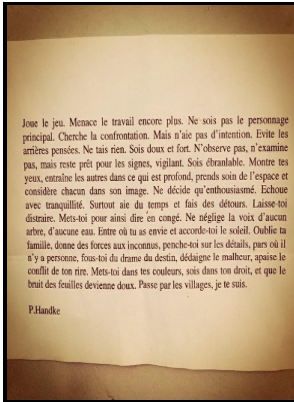 Joue le jeu. Menace le travail encore plus. Ne sois pas le personnage
principal. Cherche la confrontation. Mais n'aie pas d'intention. Evite les
arrières pensées. Ne tais rien. Sois doux et fort. N'observe pas, n'examine
pas, mais reste prêt pour les signes, vigilant. Sois ébranlable. Montre tes
yeux, entraîne les autres dans ce qui est profond, prends soin de l'espace et
considère chacun dans son image. Ne décide qu'enthousiasmé. Echoue
avec tranquillité. Surtout aie du temps et fais des détours. Laisse-toi
distraire. Mets-toi pour ainsi dire en congé. Ne néglige la voix d'aucun
arbre, d'aucune eau. Entre où tu as envie et accorde-toi le soleil. Oublie ta
famille, donne des forces aux inconnus, penche-toi sur les détails, pars où il
n'y a personne, fous-toi du drame du destin, dédaigne le malheur, apaise le
conflit de ton rire. Mets-toi dans tes couleurs, sois dans ton droit, et que le
bruit des feuilles devienne doux. Passe par les villages, je te suis.
P.Handke